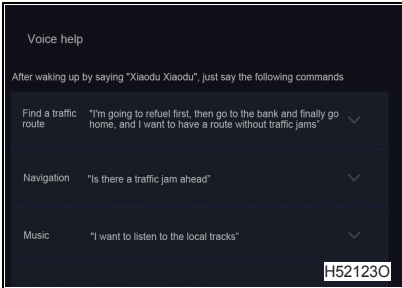 Voice help
After waking up by saying "Xiaodu Xiaodu", just say the following commands
Find a traffic route
"I'm going to refuel first, then go to the bank and finally go
home, and I want to have a route without traffic jams"
Navigation
"Is there a traffic jam ahead"
Music
"I want to listen to the local tracks"
H52123O